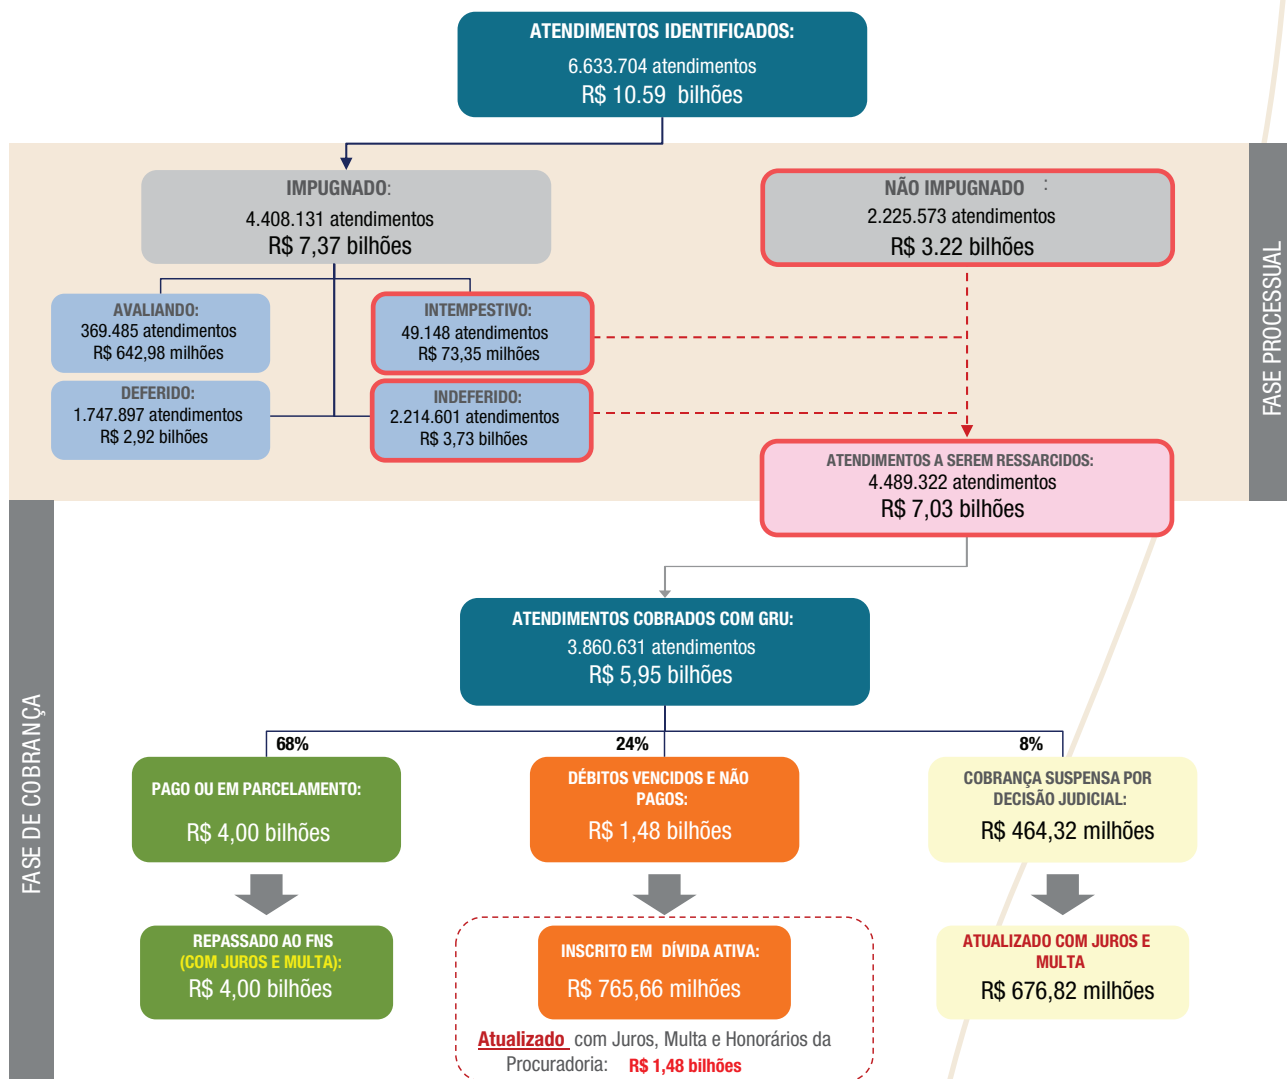 ATENDIMENTOS IDENTIFICADOS:
6.633.704 atendimentos
R$ 10.59 bilhões
IMPUGNADO:
4.408.131 atendimentos
R$ 7,37 bilhões
NÃO IMPUGNADO :
2.225.573 atendimentos
R$ 3.22 bilhões
FASE PROCESSUAL
AVALIANDO:
369.485 atendimentos
R$ 642,98 milhões
INTEMPESTIVO:
49.148 atendimentos
R$ 73,35 milhões
DEFERIDO:
1.747.897 atendimentos
R$ 2,92 bilhões
INDEFERIDO:
2.214.601 atendimentos
R$ 3,73 bilhões
ATENDIMENTOS A SEREM RESSARCIDOS:
4.489.322 atendimentos
R$ 7,03 bilhões
FASE DE COBRANÇA
ATENDIMENTOS COBRADOS COM GRU:
3.860.631 atendimentos
R$ 5,95 bilhões
68%
24%
8%
PAGO OU EM PARCELAMENTO:
R$ 4,00 bilhões
DÉBITOS VENCIDOS E NÃO
PAGOS:
R$ 1,48 bilhões
COBRANÇA SUSPENSA POR
DECISÃO JUDICIAL:
R$ 464,32 milhões
REPASSADO AO FNS
(COM JUROS E MULTA):
R$ 4,00 bilhões
INSCRITO EM DÍVIDA ATIVA:
R$ 765,66 milhões
Atualizado com Juros, Multa e Honorários da
Procuradoria: R$ 1,48 bilhões
ATUALIZADO COM JUROS E
MULTA
R$ 676,82 milhões